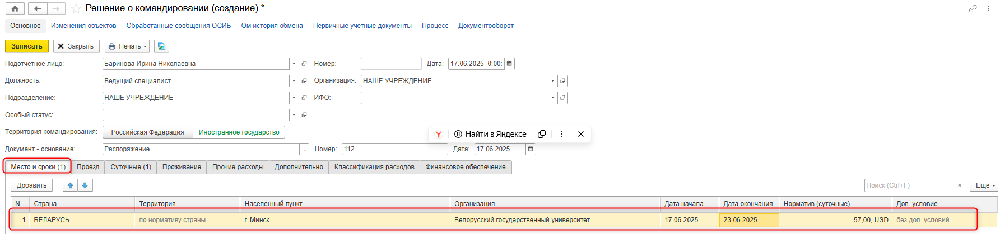 Решение о командировании (создание) *
Основное Изменения объектов Обработанные сообщения ОСИБ Ом история обмена Первичные учетные документы Процесс Документооборот
Записать Закрыть Печать
Подотчетное лицо: Баринова Ирина Николаевна Номер: Дата: 17.06.2025 0:00:
Должность: Ведущий специалист Организация: НАШЕ УЧРЕЖДЕНИЕ
Подразделение: НАШЕ УЧРЕЖДЕНИЕ ИФО:
Особый статус:
Территория командирования: Российская Федерация Иностранное государство
Найти в Яндексе
Документ - основание: Распоряжение ... Номер: 112 Дата: 17.06.2025
Место и сроки (1) Проезд Суточные (1) Проживание Прочие расходы Дополнительно Классификация расходов Финансовое обеспечение
Добавить Поиск (Ctrl+F) × Еще
N Страна Территория Населенный пункт Организация Дата начала Дата окончания Норматив (суточные) Доп. условие
1 БЕЛАРУСЬ по нормативу страны г. Минск Белорусский государственный университет 17.06.2025 23.06.2025 57,00, USD без доп. условий